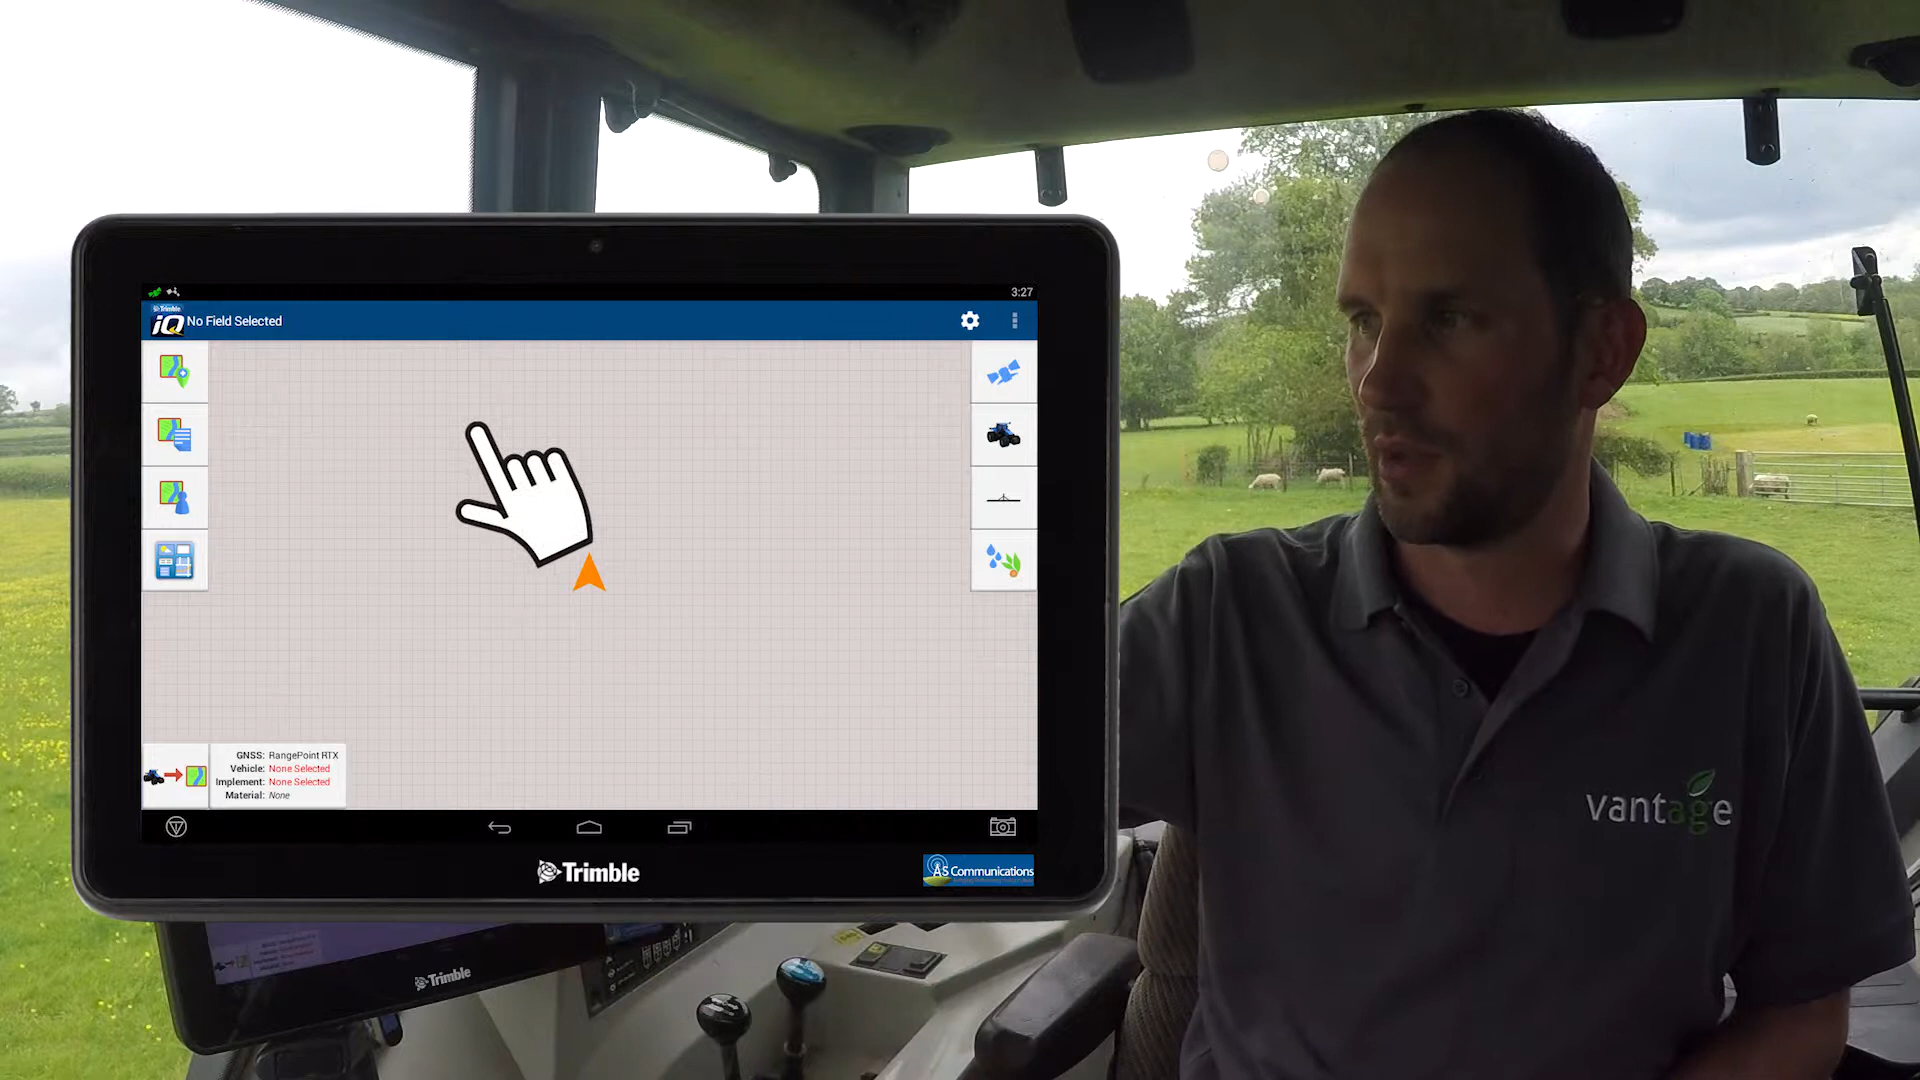 3:27
Trimble
iQ
No Field Selected
GNSS: RangePoint RTX
Vehicle: None Selected
Implement: None Selected
Material: None
Trimble
AS Communications
vantage
Trimble